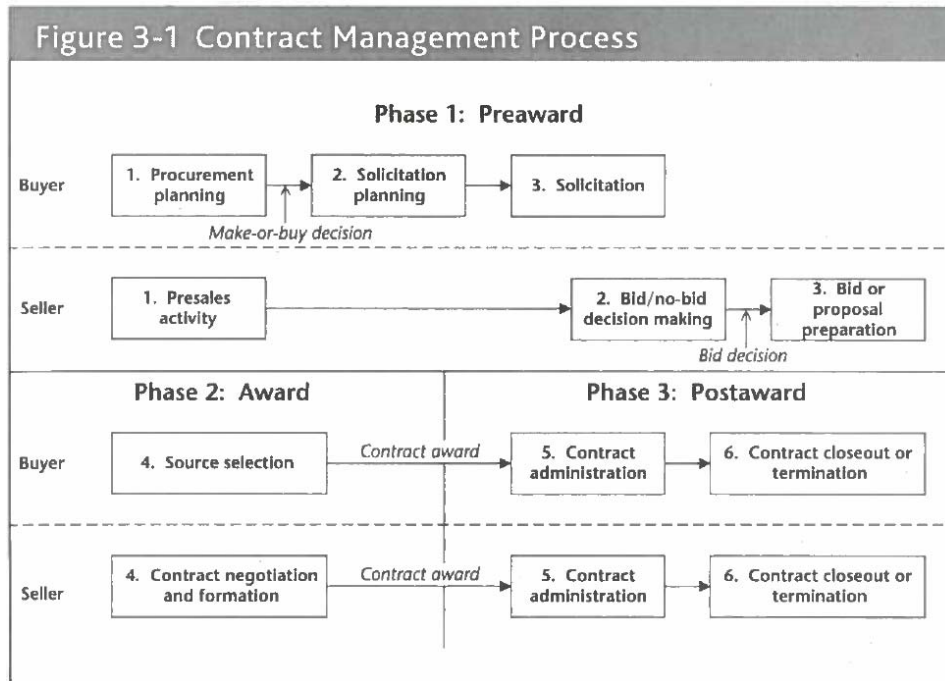 Figure 3-1 Contract Management Process
Phase 1: Preaward
Buyer
1. Procurement
planning
2. Solicitation
planning
3. Solicitation
Make-or-buy decision
Seller
1. Presales
activity
2. Bid/no-bid
decision making
3. Bid or
proposal
preparation
Bid decision
Phase 2: Award
Phase 3: Postaward
Buyer
4. Source selection
Contract award
5. Contract
administration
6. Contract closeout or
termination
Seller
4. Contract negotiation
and formation
Contract award
5. Contract
administration
6. Contract closeout or
termination